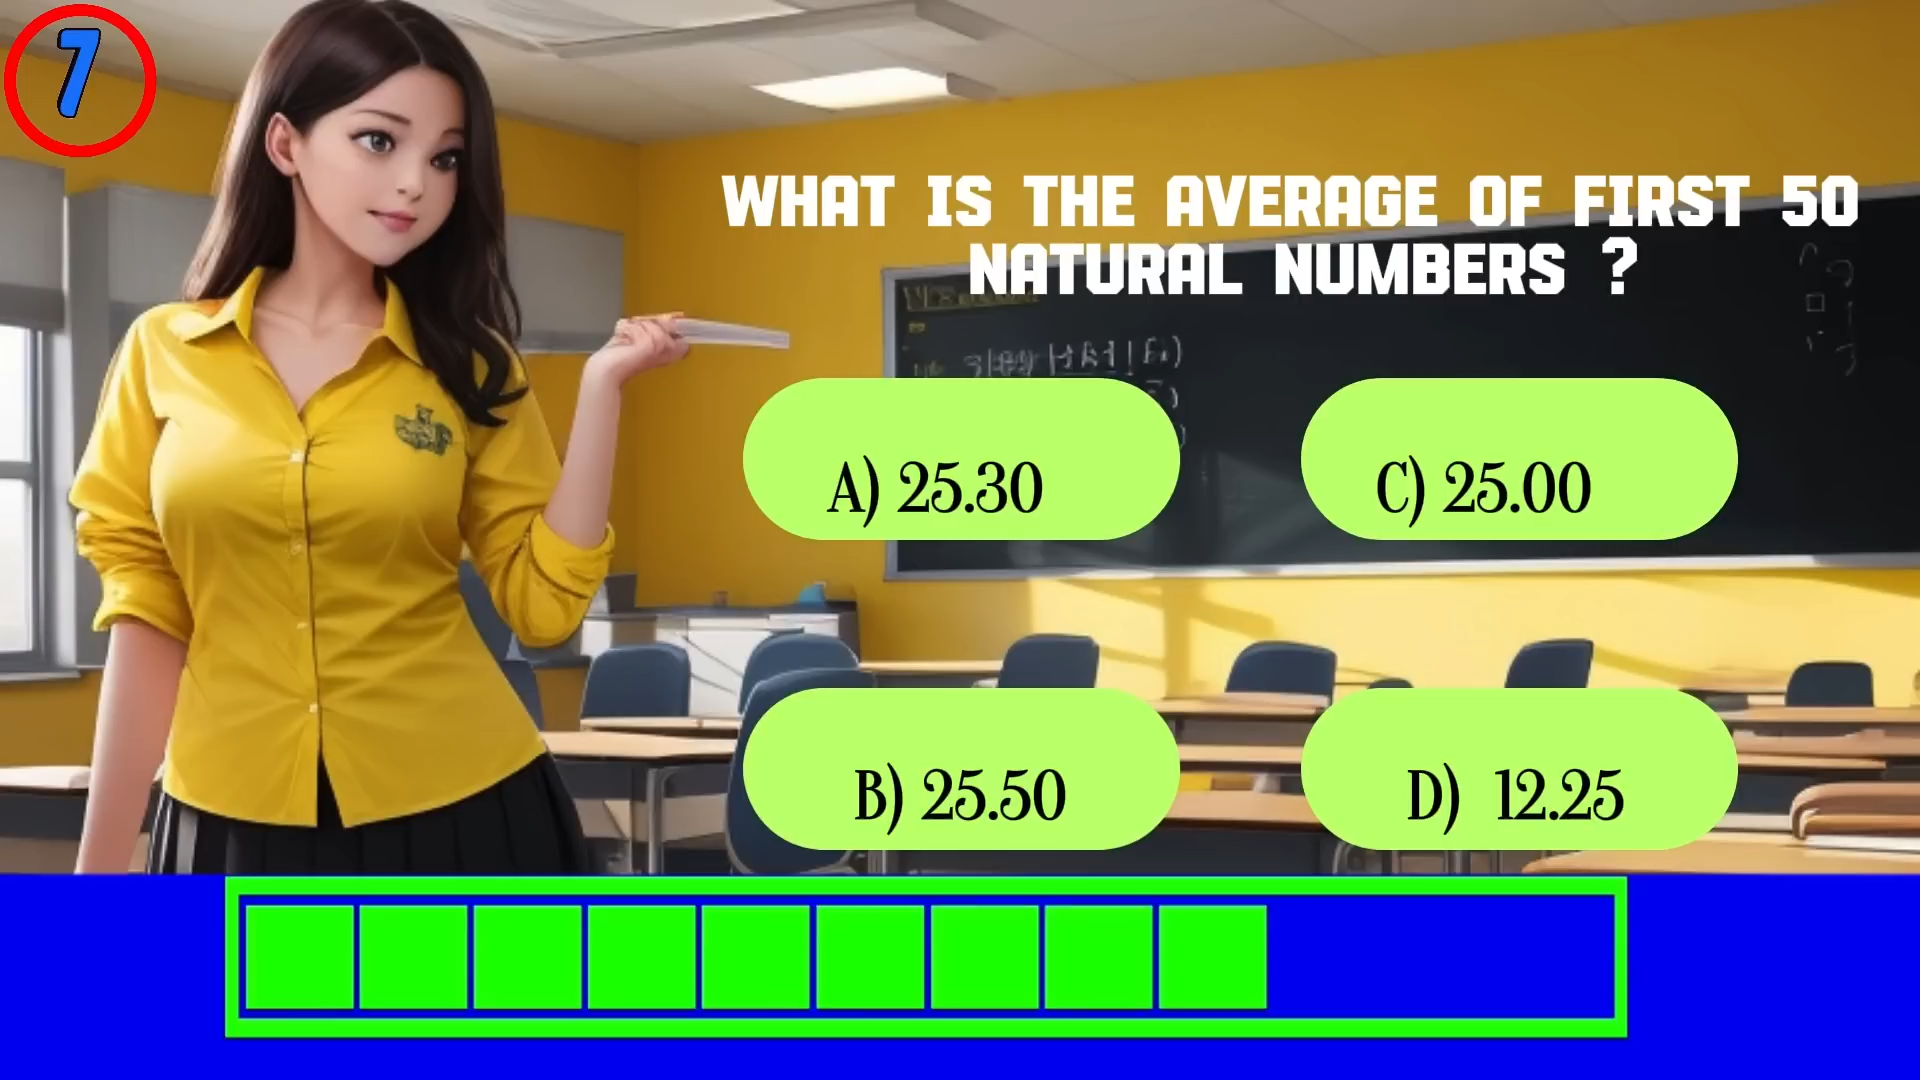 7
WHAT IS THE AVERAGE OF FIRST 50
NATURAL NUMBERS ?
A) 25.30
C) 25.00
B) 25.50
D) 12.25